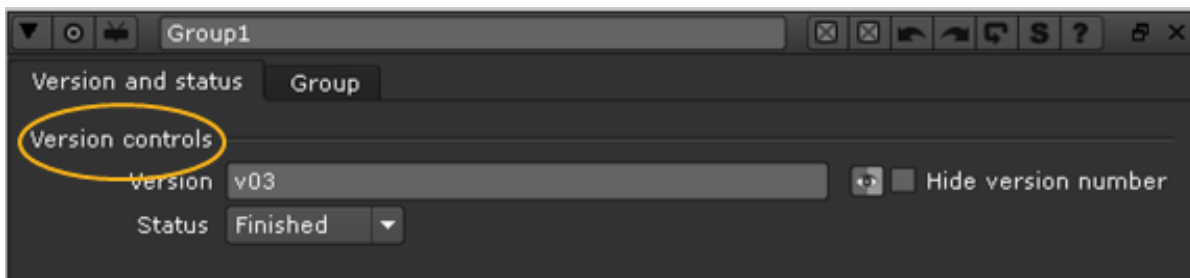 Group1 S ?
Version and status Group
Version controls
Version v03 Hide version number
Status Finished